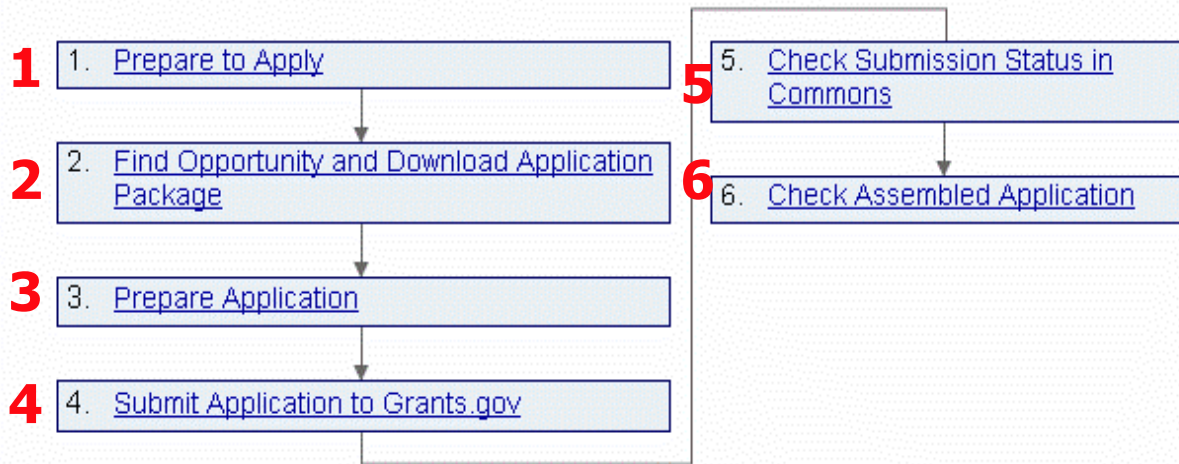 1 1. Prepare to Apply
2 2. Find Opportunity and Download Application
Package
3 3. Prepare Application
4 4. Submit Application to Grants.gov
5 5. Check Submission Status in
Commons
6 6. Check Assembled Application